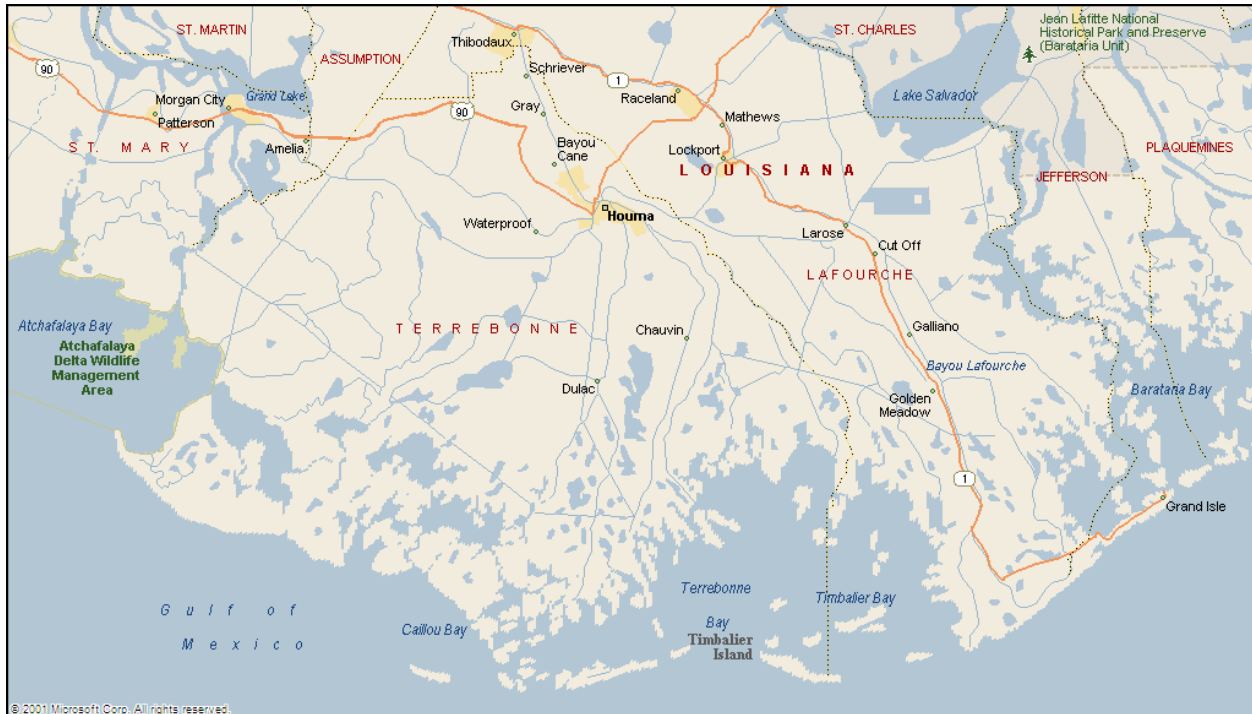 ST. MARTIN
ST. CHARLES
Jean Lafitte National
Historical Park and Preserve
(Barataria Unit)
Thibodaux
ASSUMPTION
90
Schriever
1
Lake Salvador
Morgan City
Grand Lake
Raceland
Patterson
Gray
90
Mathews
ST. MARY
Amelia
Bayou
Cane
Lockport
LOUISIANA
PLAQUEMINES
JEFFERSON
Houma
Waterproof
Larose
Cut Off
LAFOURCHE
Atchafalaya Bay
TERREBONNE
Chauvin
Galliano
Atchafalaya
Delta Wildlife
Management
Area
Bayou Lafourche
Dulac
Golden
Meadow
Barataria Bay
1
Grand Isle
Terrebonne
Bay
Timbalier Bay
Gulf of
Mexico
Caillou Bay
Timbalier
Island
© 2001 Microsoft Corp. All rights reserved.